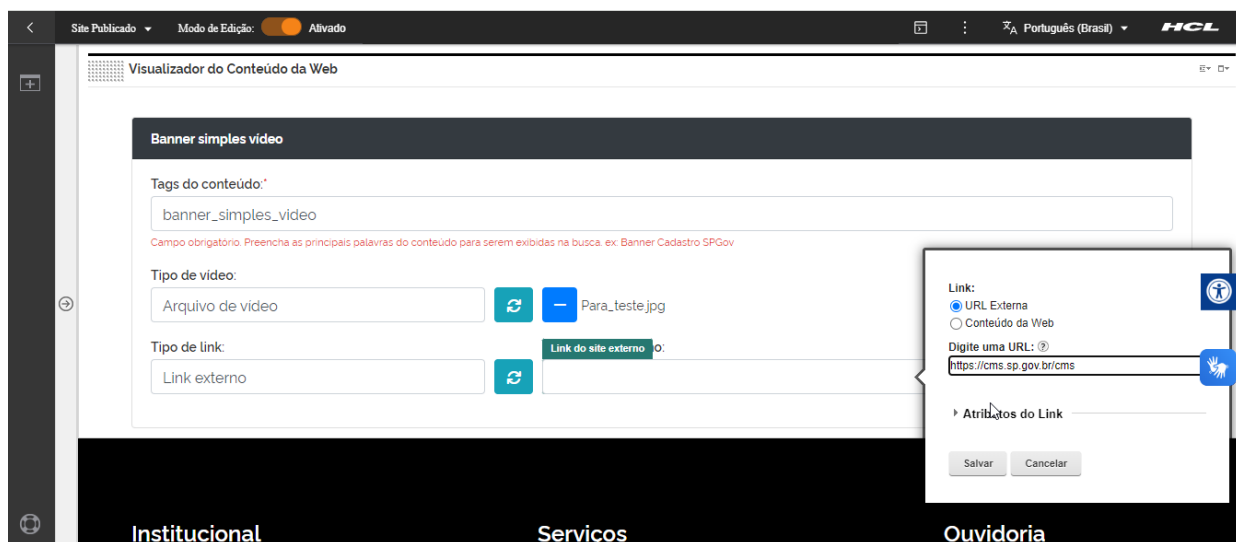 Site Publicado Modo de Edição: Ativado Português (Brasil) HCL
Visualizador do Conteúdo da Web
Banner simples vídeo
Tags do conteúdo:*
banner_simples_video
Campo obrigatório. Preencha as principais palavras do conteúdo para serem exibidas na busca. ex: Banner Cadastro SPGov
Tipo de vídeo:
Arquivo de vídeo Para_teste.jpg
Tipo de link: Link do site externo o:
Link externo
Link:
URL Externa
Conteúdo da Web
Digite uma URL:
https://cms.sp.gov.br/cms
Atributos do Link
Salvar Cancelar
Institucional Serviços Ouvidoria